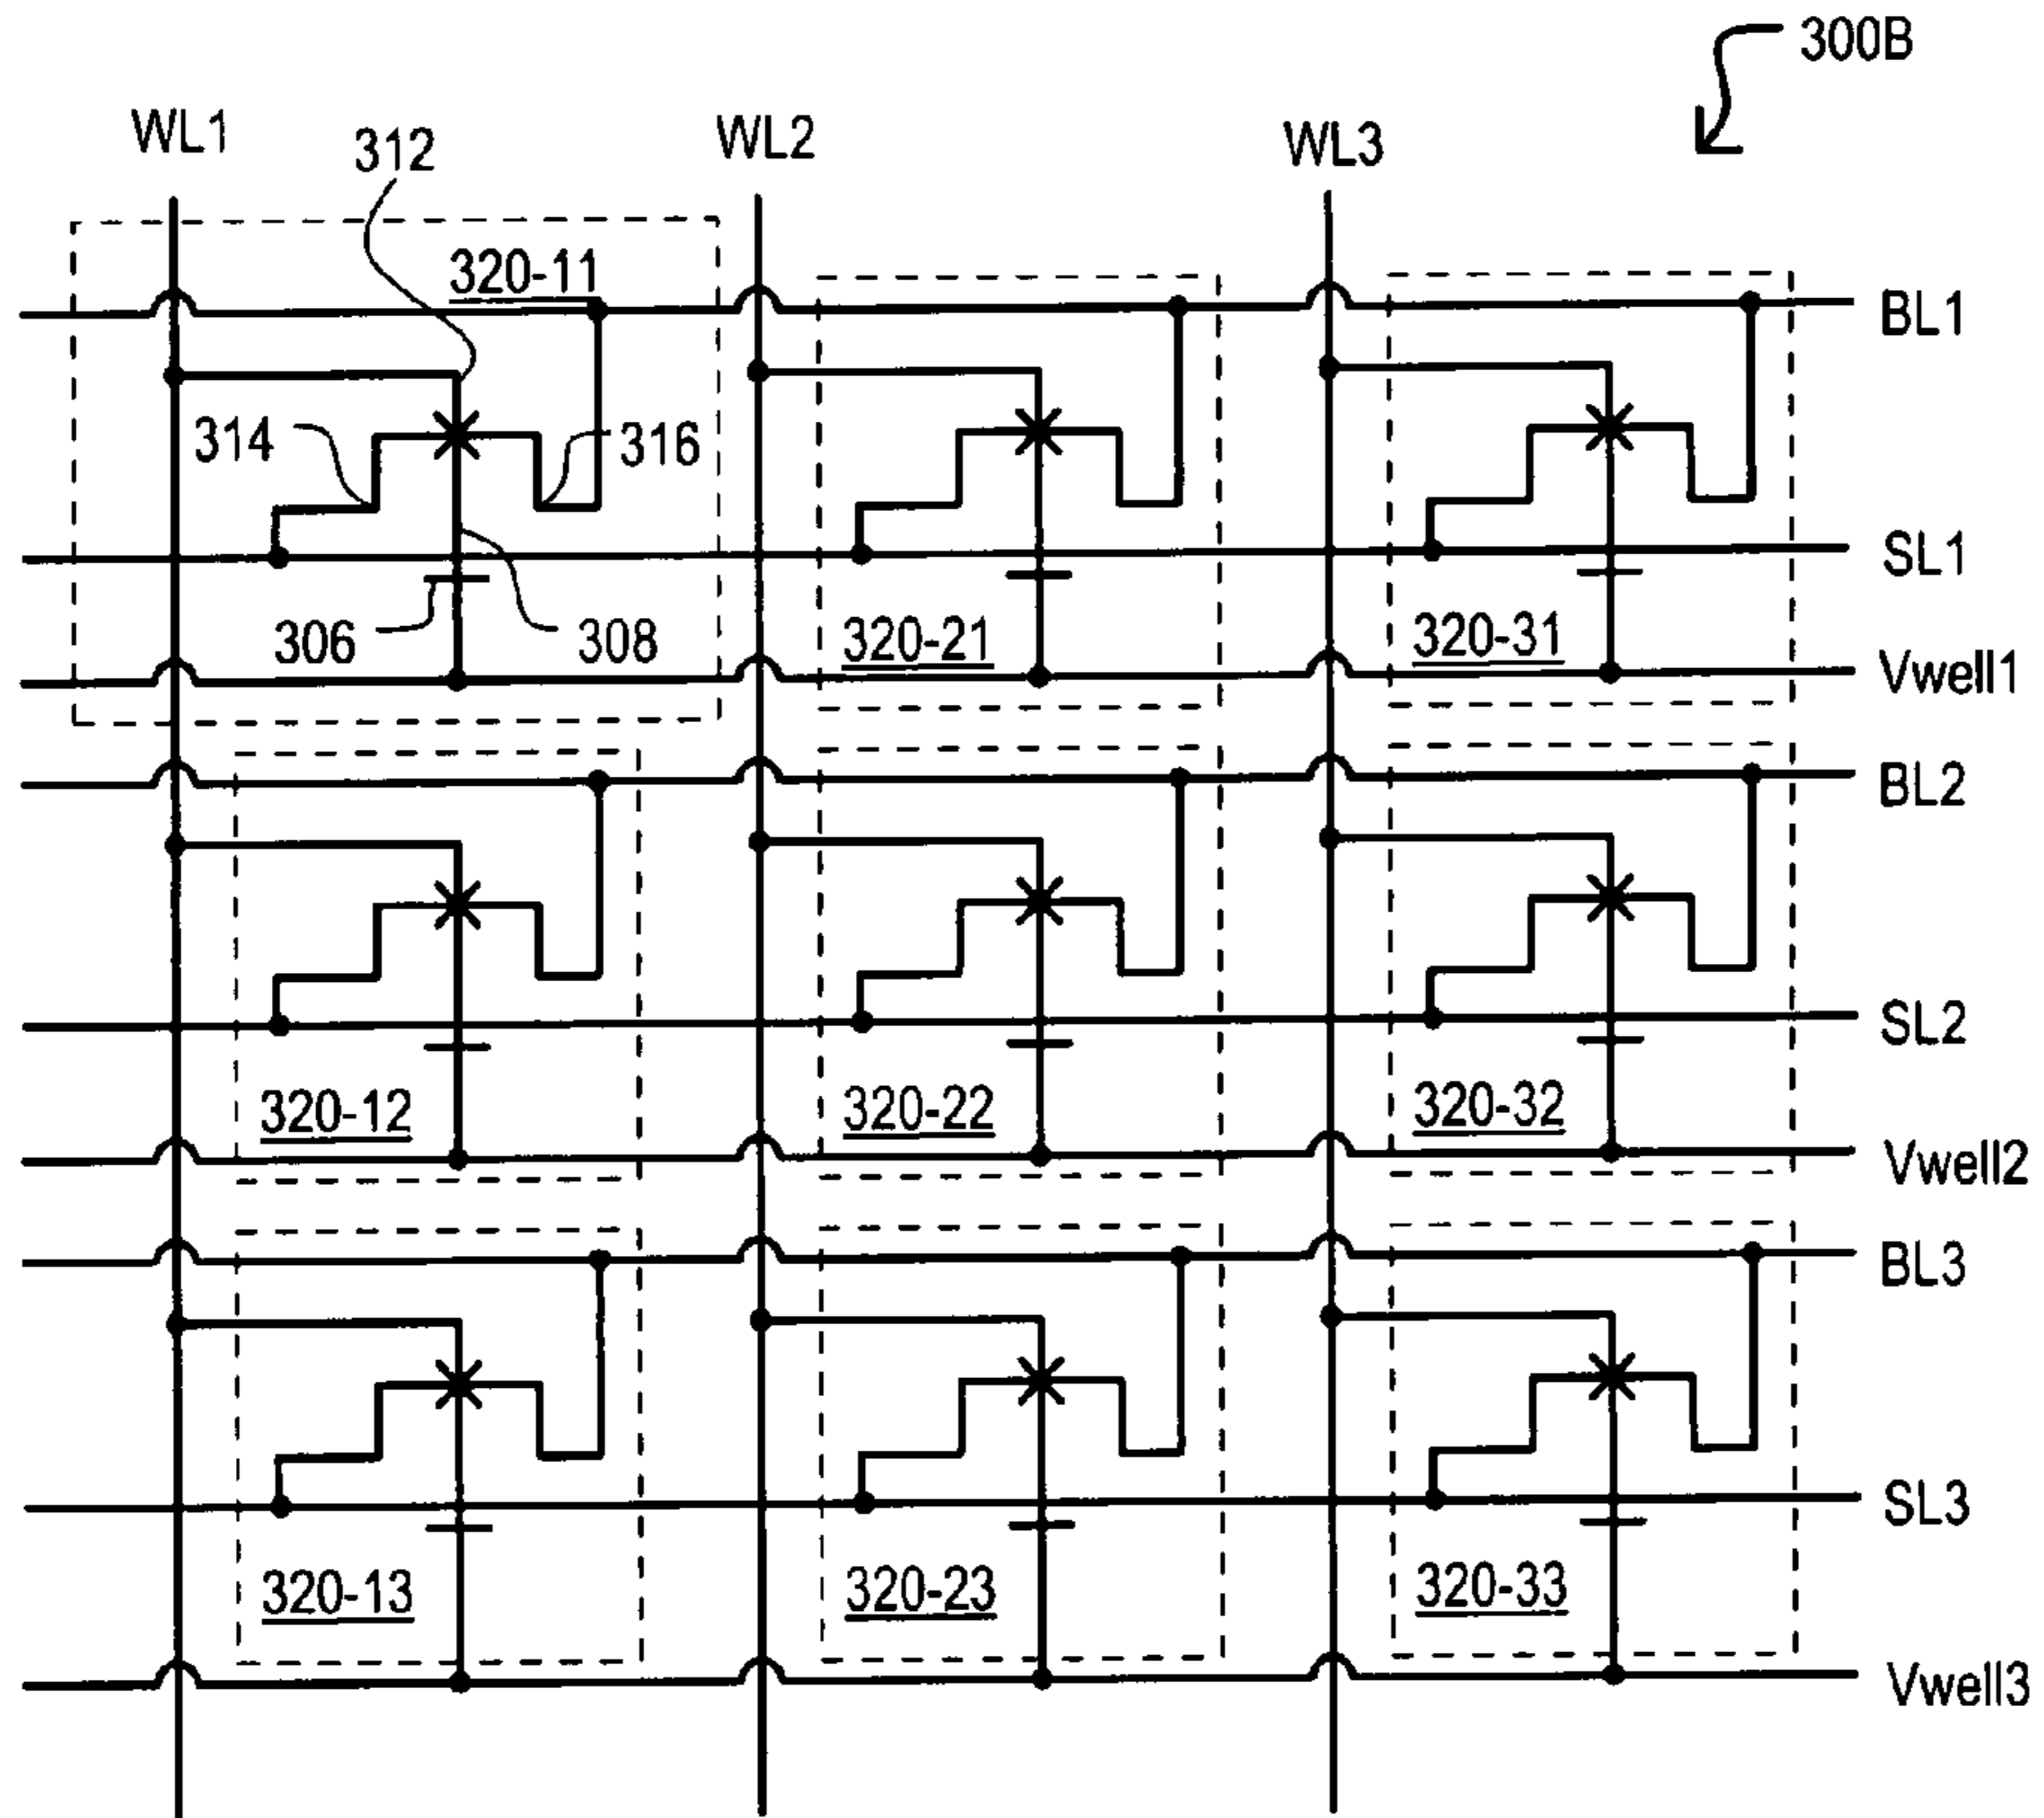 300B
WL1
312
WL2
WL3
320-11
BL1
314
316
SL1
306
308
320-21
320-31
Vwell1
BL2
SL2
320-12
320-22
320-32
Vwell2
BL3
SL3
320-13
320-23
320-33
Vwell3